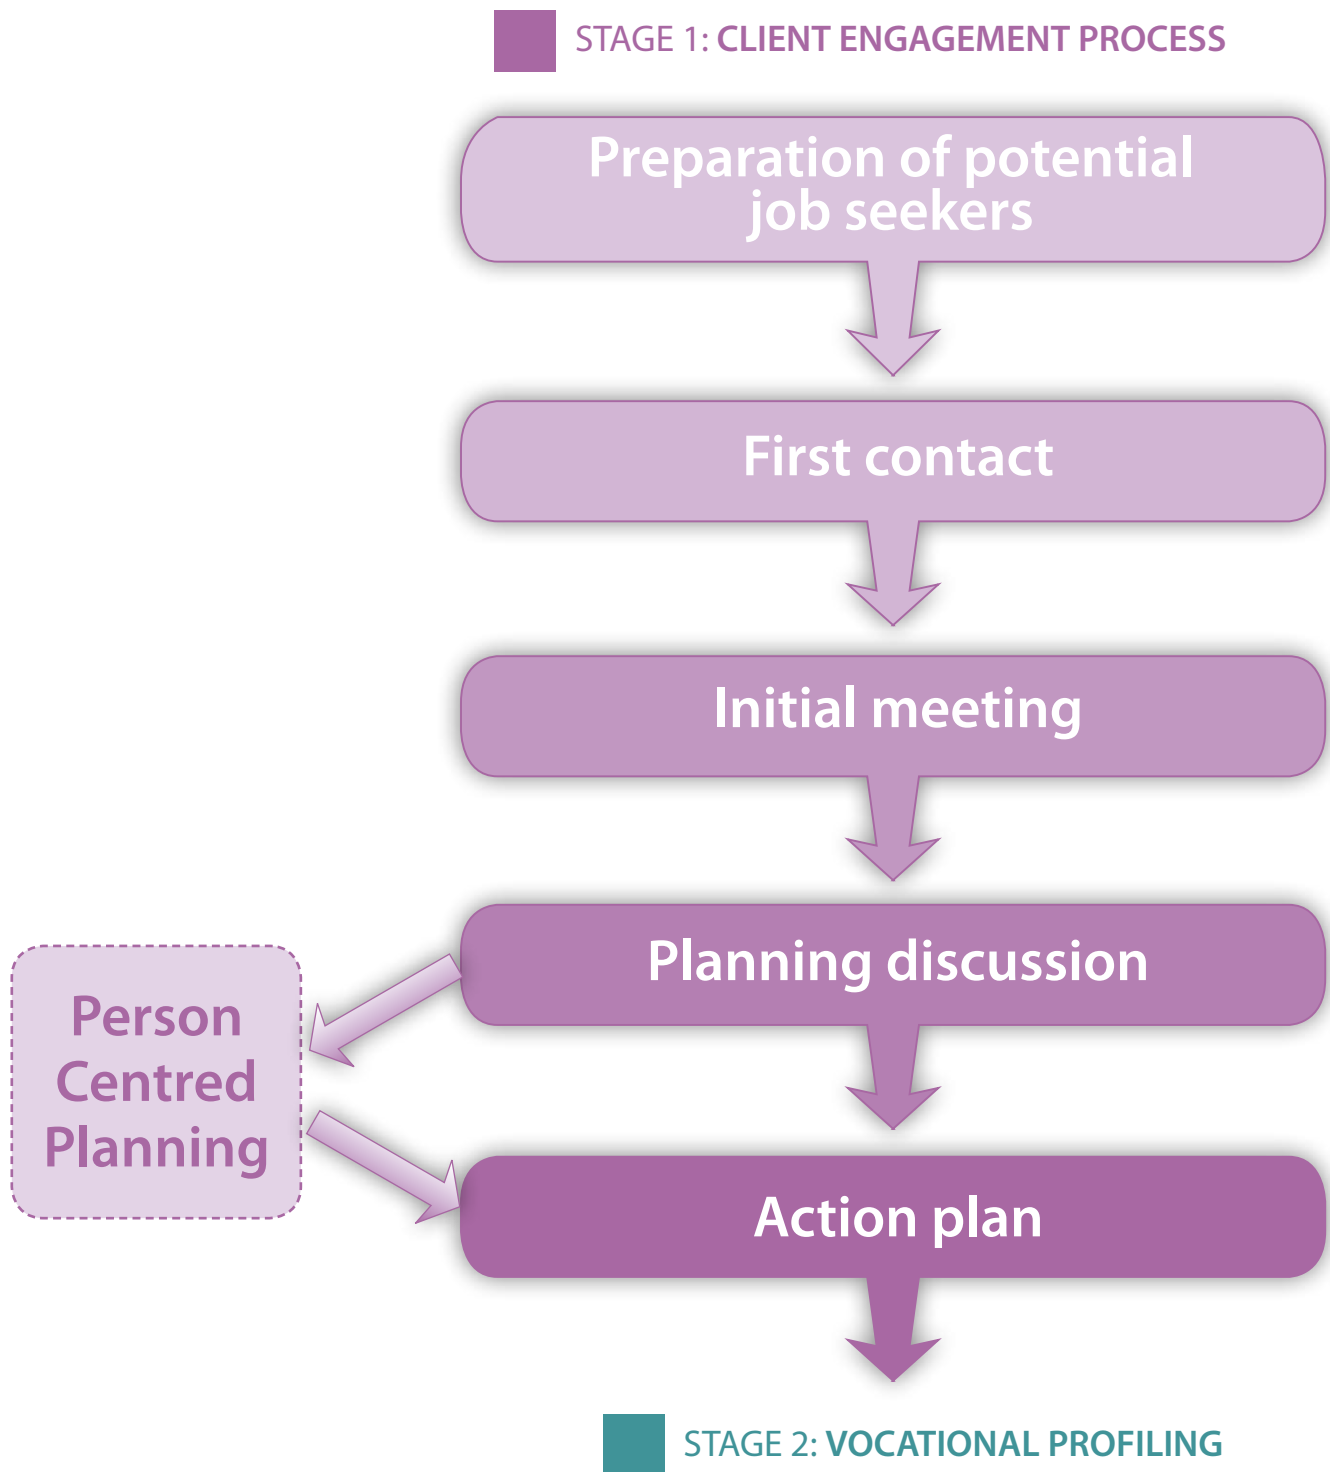 STAGE 1: CLIENT ENGAGEMENT PROCESS
Preparation of potential
job seekers
First contact
Initial meeting
Planning discussion
Person
Centred
Planning
Action plan
STAGE 2: VOCATIONAL PROFILING